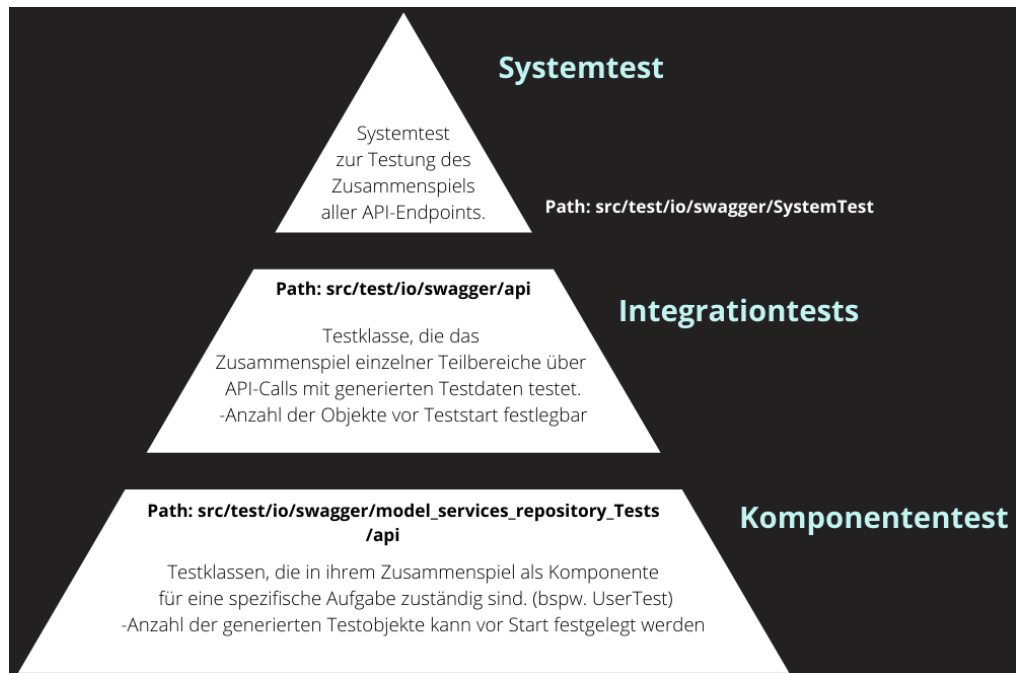 Systemtest
Systemtest
zur Testung des
Zusammenspiels
aller API-Endpoints.
Path: src/test/io/swagger/SystemTest
Path: src/test/io/swagger/api
Integrationtests
Testklasse, die das
Zusammenspiel einzelner Teilbereiche über
API-Calls mit generierten Testdaten testet.
-Anzahl der Objekte vor Teststart festlegbar
Path: src/test/io/swagger/model_services_repository_Tests
/api
Komponententest
Testklassen, die in ihrem Zusammenspiel als Komponente
für eine spezifische Aufgabe zuständig sind. (bspw. UserTest)
-Anzahl der generierten Testobjekte kann vor Start festgelegt werden